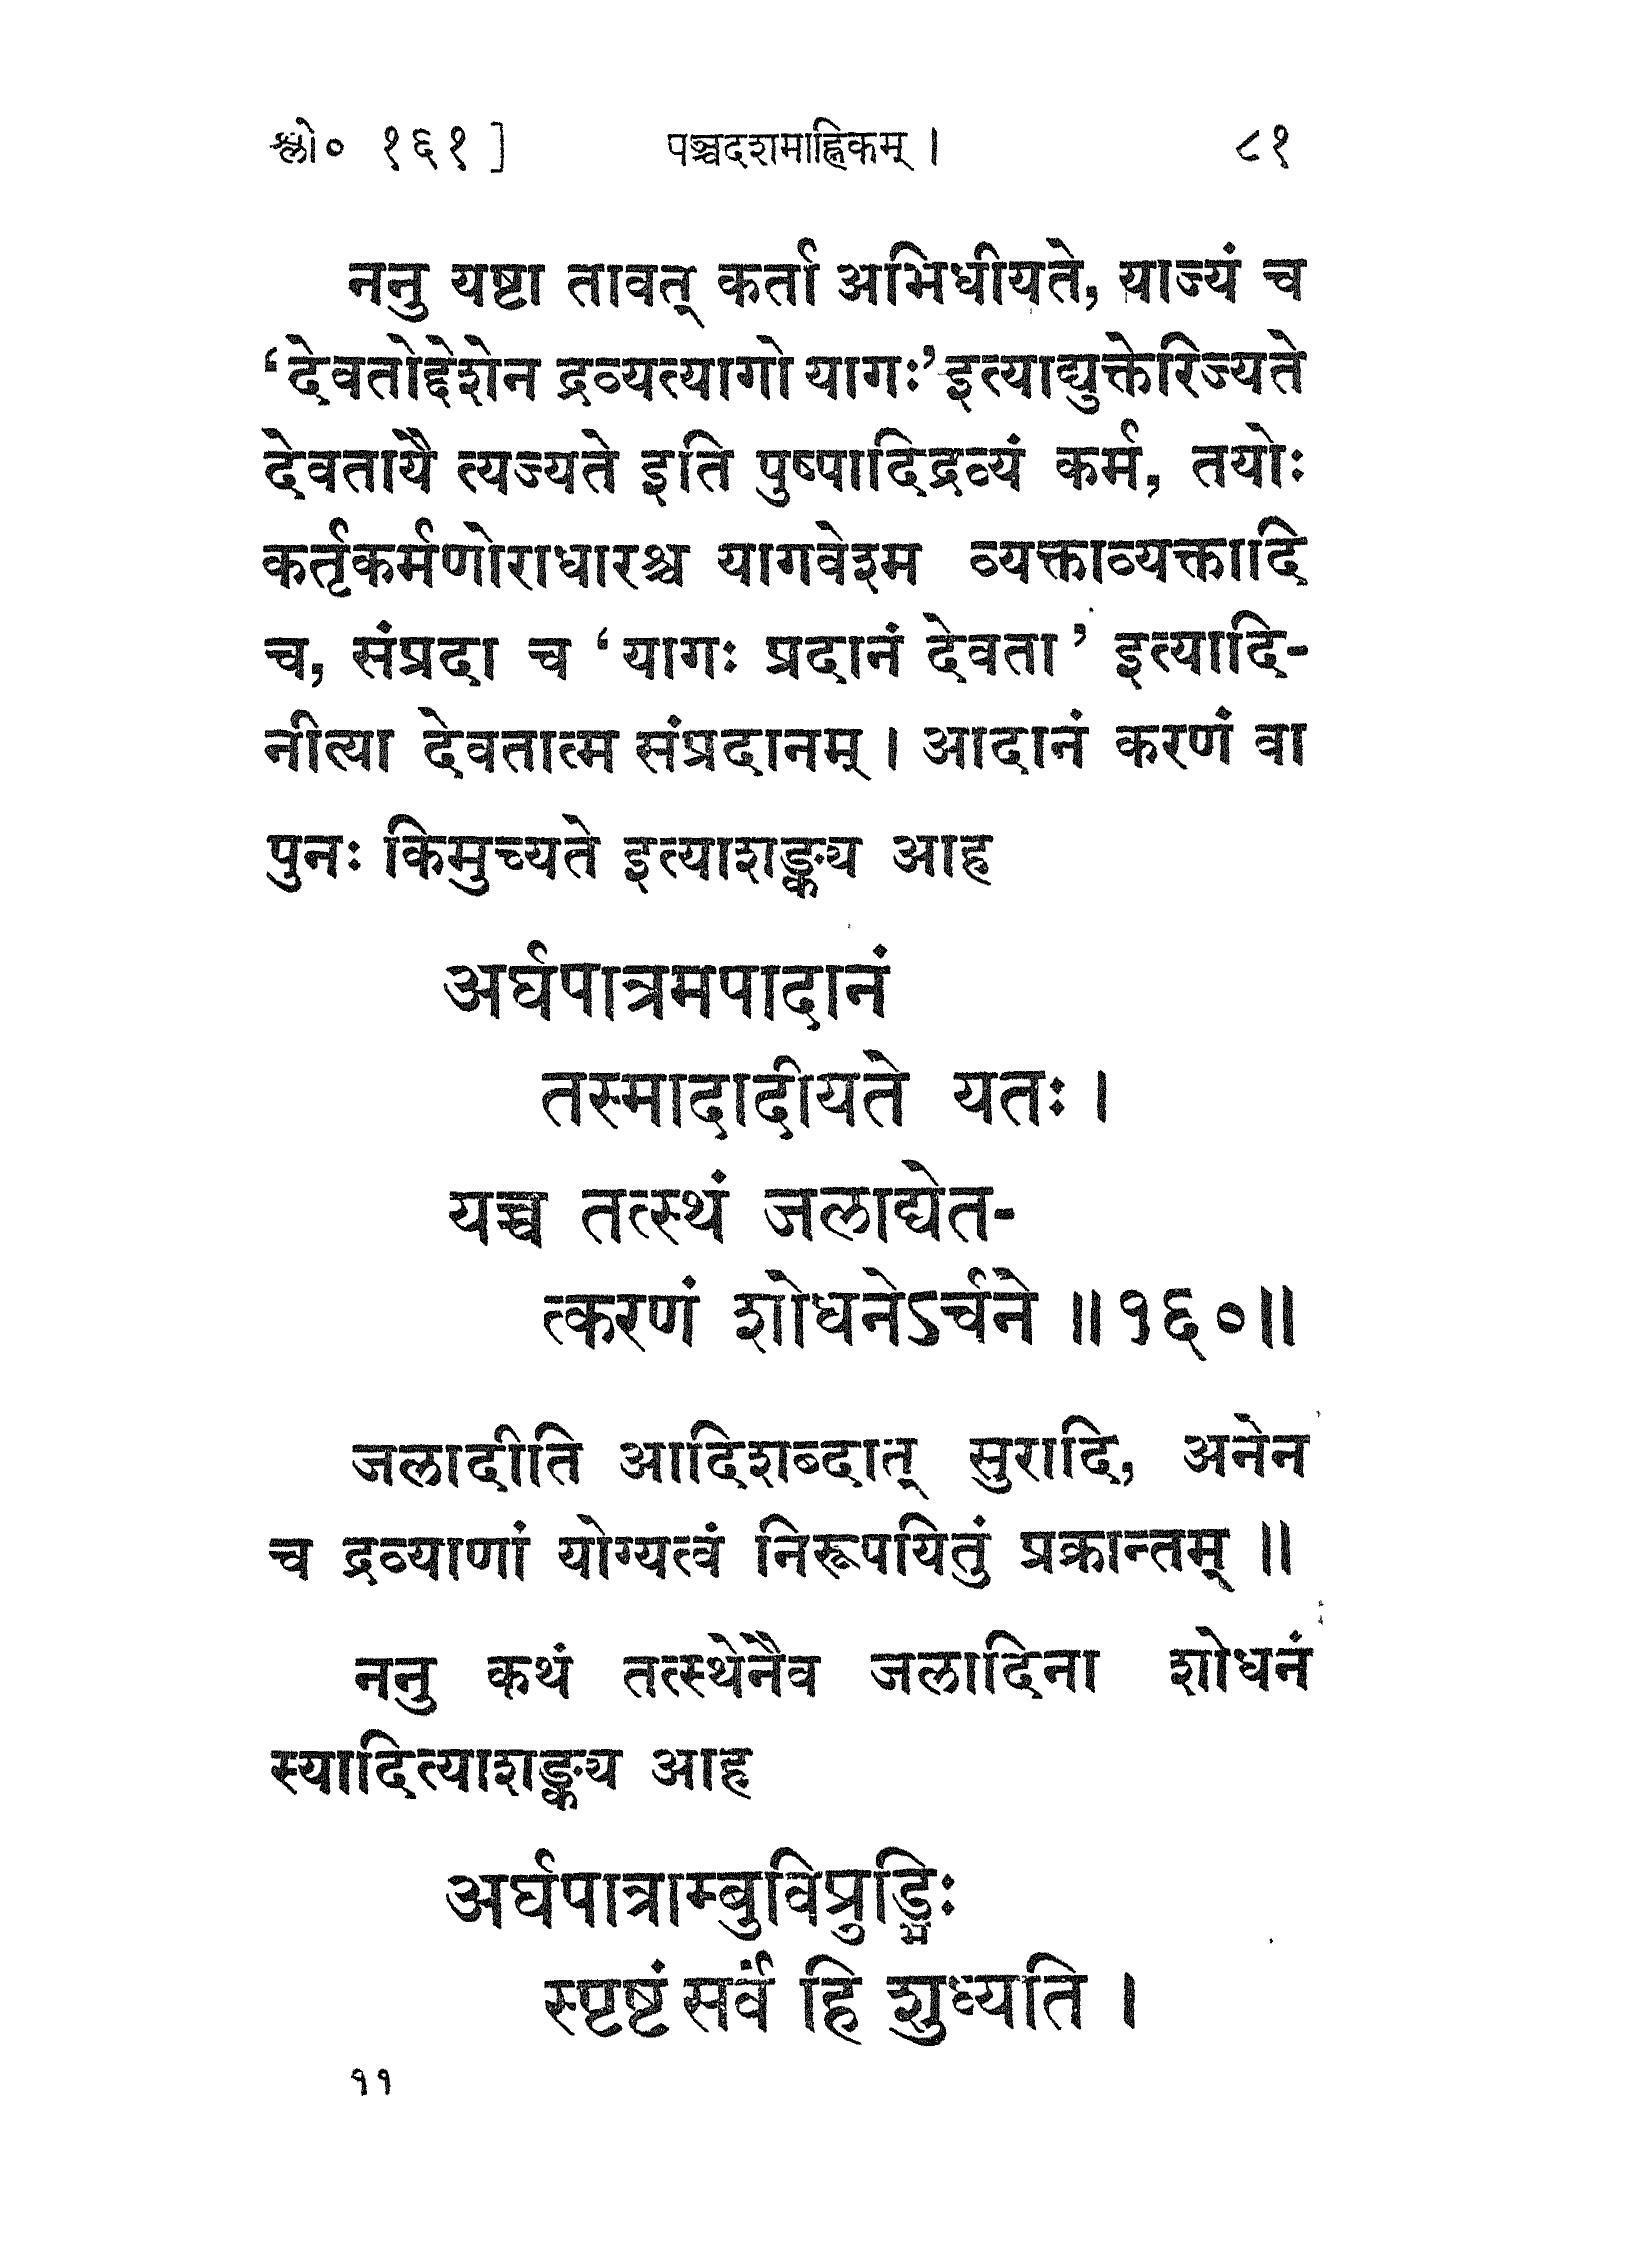 श्लो० १६१] पञ्चदशमाह्निकम् । ८१
ननु यष्टा तावत् कर्ता अभिधीयते, याज्यं च
‘देवतोद्देशेन द्रव्यत्यागो यागः’ इत्याद्युक्तेरिज्यते
देवतायै त्यज्यते इति पुष्पादिद्रव्यं कर्म, तयोः
कर्तृकर्मणोराधारश्च यागवेश्म व्यक्ताव्यक्तादि
च, संप्रदा च ‘यागः प्रदानं देवता’ इत्यादि-
नीत्या देवतात्म संप्रदानम् । आदानं करणं वा
पुनः किमुच्यते इत्याशङ्क्य आह
अर्घपात्रमपादानं
तस्मादादीयते यतः ।
यच्च तत्स्थं जलाद्येत-
त्करणं शोधनेऽर्चने ॥ १६० ॥
जलादीति आदिशब्दात् सुरादि, अनेन
च द्रव्याणां योग्यत्वं निरूपयितुं प्रक्रान्तम् ॥
ननु कथं तत्स्थेनैव जलादिना शोधनं
स्यादित्याशङ्क्य आह
अर्घपात्राम्बुविप्रुड्भिः
स्पृष्टं सर्वं हि शुध्यति ।
११